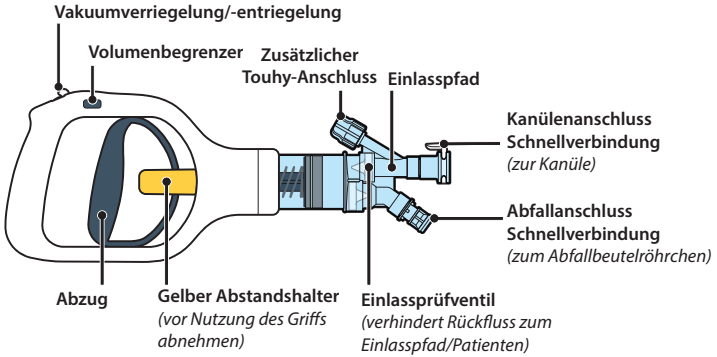 Vakuumverriegelung/-entriegelung
Volumenbegrenzer
Zusätzlicher
Touhy-Anschluss
Einlasspfad
Kanülenanschluss
Schnellverbindung
(zur Kanüle)
Abfallanschluss
Schnellverbindung
(zum Abfallbeutelröhrchen)
Abzug
Gelber Abstandshalter
(vor Nutzung des Griffs
abnehmen)
Einlassprüfventil
(verhindert Rückfluss zum
Einlasspfad/Patienten)